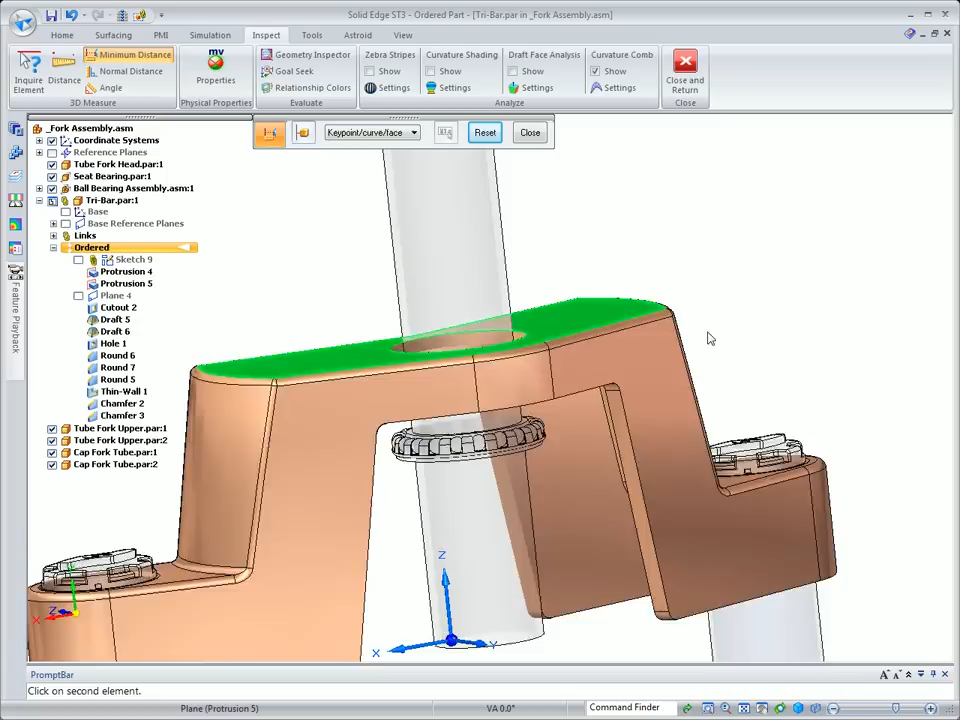 Solid Edge ST3 - Ordered Part - [Tri-Bar.par in _Fork Assembly.asm]
Home Surfacing PMI Simulation Inspect Tools Astroid View
Inquire Element
Distance
Minimum Distance
Normal Distance
Angle
3D Measure
mv
Properties
Physical Properties
Geometry Inspector
Goal Seek
Relationship Colors
Evaluate
Zebra Stripes
Show
Settings
Curvature Shading
Show
Settings
Draft Face Analysis
Show
Settings
Curvature Comb
Show
Settings
Analyze
Close and Return
Close
Keypoint/curve/face
Reset
Close
_Fork Assembly.asm
Coordinate Systems
Reference Planes
Tube Fork Head.par:1
Seat Bearing.par:1
Ball Bearing Assembly.asm:1
Tri-Bar.par:1
Base
Base Reference Planes
Links
Ordered
Sketch 9
Protrusion 4
Protrusion 5
Plane 4
Cutout 2
Draft 5
Draft 6
Hole 1
Round 6
Round 7
Round 5
Thin-Wall 1
Chamfer 2
Chamfer 3
Tube Fork Upper.par:1
Tube Fork Upper.par:2
Cap Fork Tube.par:1
Cap Fork Tube.par:2
Feature Playback
Z
X
Y
Z
X
PromptBar
Click on second element.
Plane (Protrusion 5)
VA 0.0°
Command Finder